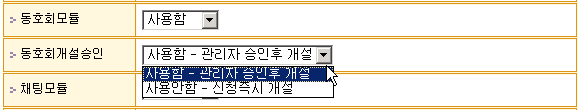 동호회모듈 사용함
동호회개설승인 사용함 - 관리자 승인후 개설
사용함 - 관리자 승인후 개설
채팅모듈 사용안함 - 신청즉시 개설